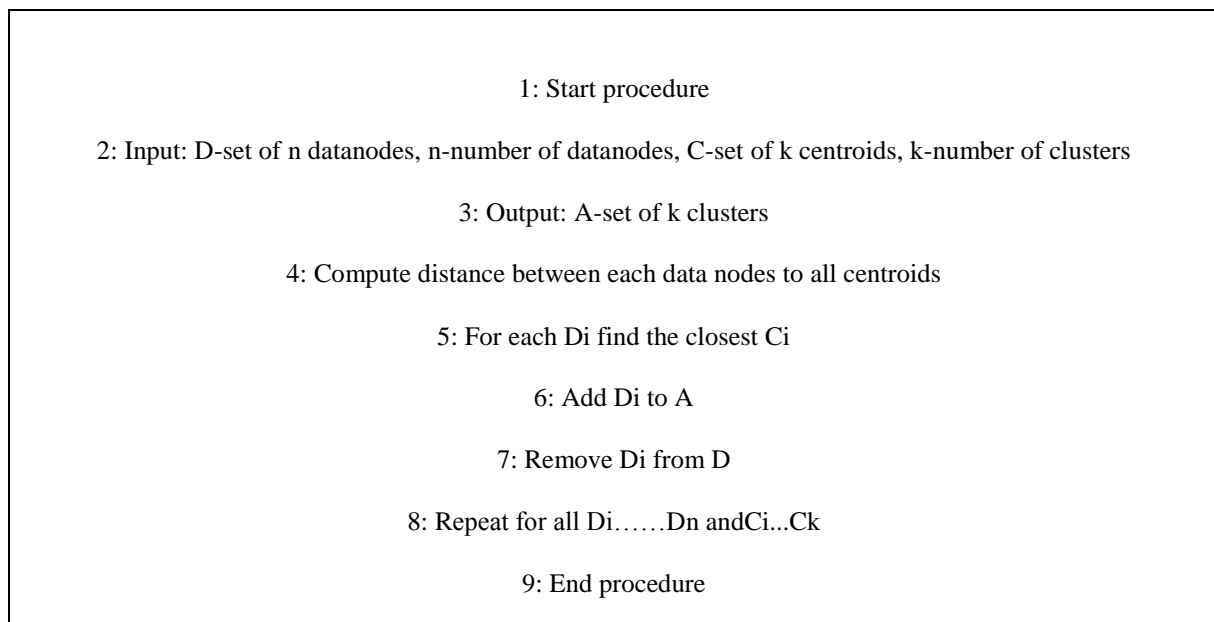 1: Start procedure
2: Input: D-set of n datanodes, n-number of datanodes, C-set of k centroids, k-number of clusters
3: Output: A-set of k clusters
4: Compute distance between each data nodes to all centroids
5: For each Di find the closest Ci
6: Add Di to A
7: Remove Di from D
8: Repeat for all Di……Dn andCi...Ck
9: End procedure